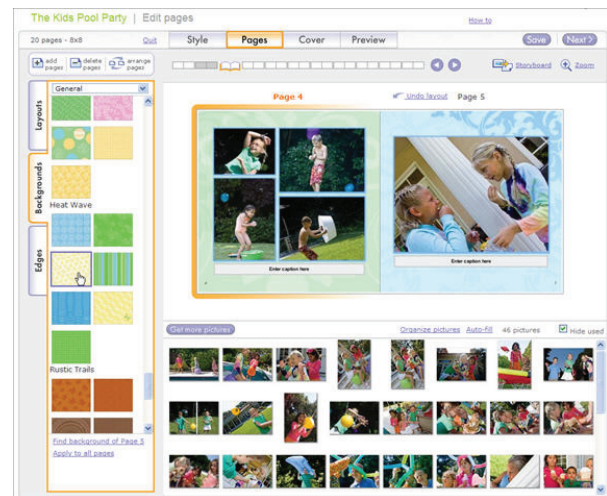 The Kids Pool Party | Edit pages
How to
20 pages - 8x8
Quit
Style
Pages
Cover
Preview
Save
Next>
add pages
delete pages
arrange pages
Storyboard
Zoom
Layouts
Backgrounds
Edges
General
Heat Wave
Rustic Trails
Find background of Page 5
Apply to all pages
Page 4
Undo layout
Page 5
Enter caption here
Enter caption here
Get more pictures
Organize pictures
Auto-fill
46 pictures
Hide used